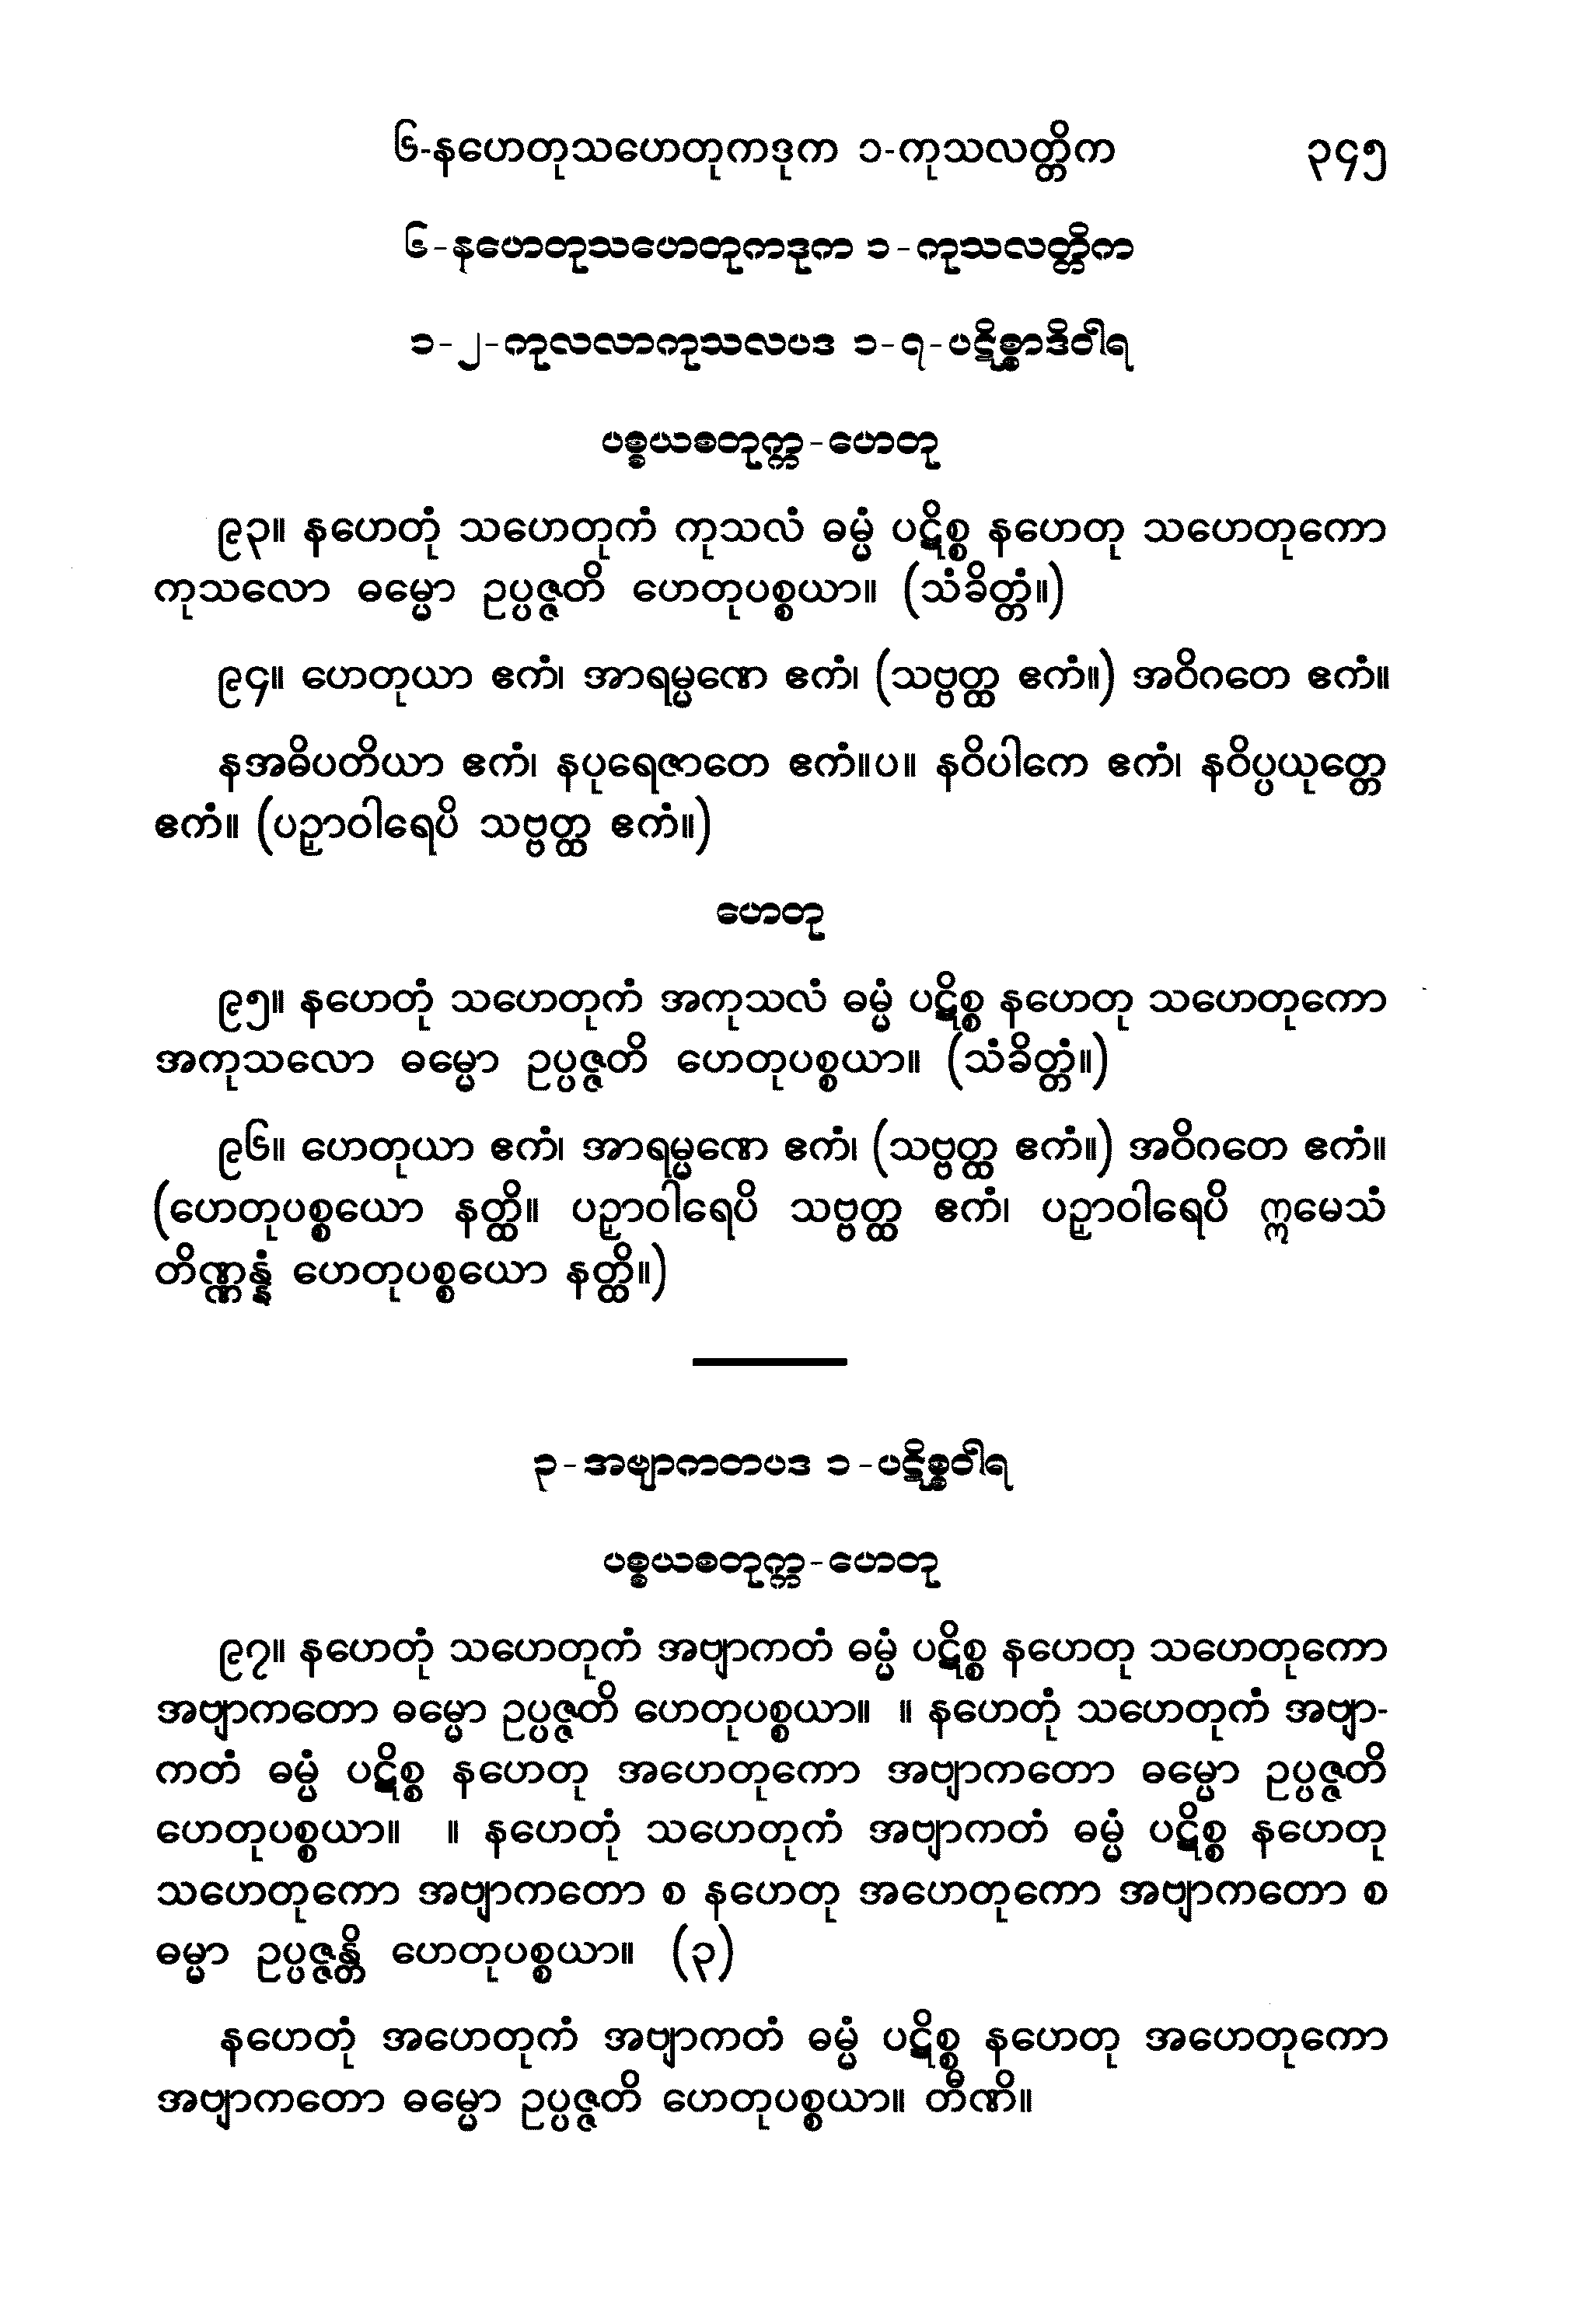 ၆-နဟေတုသဟေတုကဒုက ၁-ကုသလတ္တိက ၃၄၅
၆-နဟေတုသဟေတုကဒုက ၁-ကုသလတ္တိက
၁-၂-ကုလလာကုသလပဒ ၁-၇-ပဋိစ္စာဒိဝါရ
ပစ္စယစတုက္က-ဟေတု
၉၃။ နဟေတုံ သဟေတုကံ ကုသလံ ဓမ္မံ ပဋိစ္စ နဟေတု သဟေတုကော
ကုသလော ဓမ္မော ဥပ္ပဇ္ဇတိ ဟေတုပစ္စယာ။ (သံခိတ္တံ။)
၉၄။ ဟေတုယာ ဧကံ၊ အာရမ္မဏေ ဧကံ၊ (သဗ္ဗတ္ထ ဧကံ။) အဝိဂတေ ဧကံ။
နအဓိပတိယာ ဧကံ၊ နပုရေဇာတေ ဧကံ။ပ။ နဝိပါကေ ဧကံ၊ နဝိပ္ပယုတ္တေ
ဧကံ။ (ပဉှာဝါရေပိ သဗ္ဗတ္ထ ဧကံ။)
ဟေတု
၉၅။ နဟေတုံ သဟေတုကံ အကုသလံ ဓမ္မံ ပဋိစ္စ နဟေတု သဟေတုကော
အကုသလော ဓမ္မော ဥပ္ပဇ္ဇတိ ဟေတုပစ္စယာ။ (သံခိတ္တံ။)
၉၆။ ဟေတုယာ ဧကံ၊ အာရမ္မဏေ ဧကံ၊ (သဗ္ဗတ္ထ ဧကံ။) အဝိဂတေ ဧကံ။
(ဟေတုပစ္စယော နတ္ထိ။ ပဉှာဝါရေပိ သဗ္ဗတ္ထ ဧကံ၊ ပဉှာဝါရေပိ ဣမေသံ
တိဏ္ဏန္နံ ဟေတုပစ္စယော နတ္ထိ။)
၃-အဗျာကတပဒ ၁-ပဋိစ္စဝါရ
ပစ္စယစတုက္က-ဟေတု
၉၇။ နဟေတုံ သဟေတုကံ အဗျာကတံ ဓမ္မံ ပဋိစ္စ နဟေတု သဟေတုကော
အဗျာကတော ဓမ္မော ဥပ္ပဇ္ဇတိ ဟေတုပစ္စယာ။ ။ နဟေတုံ သဟေတုကံ အဗျာ-
ကတံ ဓမ္မံ ပဋိစ္စ နဟေတု အဟေတုကော အဗျာကတော ဓမ္မော ဥပ္ပဇ္ဇတိ
ဟေတုပစ္စယာ။ ။ နဟေတုံ သဟေတုကံ အဗျာကတံ ဓမ္မံ ပဋိစ္စ နဟေတု
သဟေတုကော အဗျာကတော စ နဟေတု အဟေတုကော အဗျာကတော စ
ဓမ္မာ ဥပ္ပဇ္ဇန္တိ ဟေတုပစ္စယာ။ (၃)
နဟေတုံ အဟေတုကံ အဗျာကတံ ဓမ္မံ ပဋိစ္စ နဟေတု အဟေတုကော
အဗျာကတော ဓမ္မော ဥပ္ပဇ္ဇတိ ဟေတုပစ္စယာ။ တီဏိ။